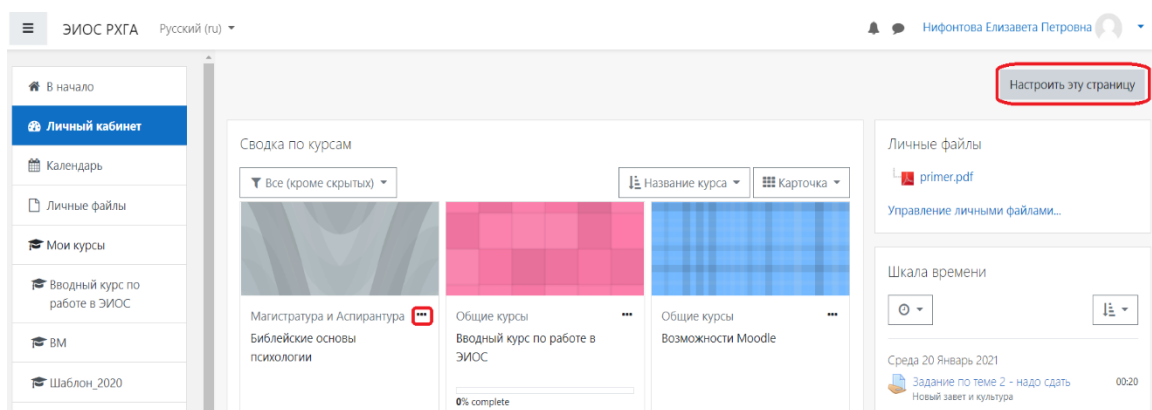 ЭИОС РХГА
Русский (ru)
Нифонтова Елизавета Петровна
В начало
Личный кабинет
Календарь
Личные файлы
Мои курсы
Вводный курс по
работе в ЭИОС
ВМ
Шаблон_2020
Настроить эту страницу
Сводка по курсам
Все (кроме скрытых)
Название курса
Карточка
Магистратура и Аспирантура
Библейские основы
психологии
Общие курсы
Вводный курс по работе в
ЭИОС
0% complete
Общие курсы
Возможности Moodle
Личные файлы
primer.pdf
Управление личными файлами...
Шкала времени
Среда 20 Январь 2021
Задание по теме 2 - надо сдать
00:20
Новый завет и культура